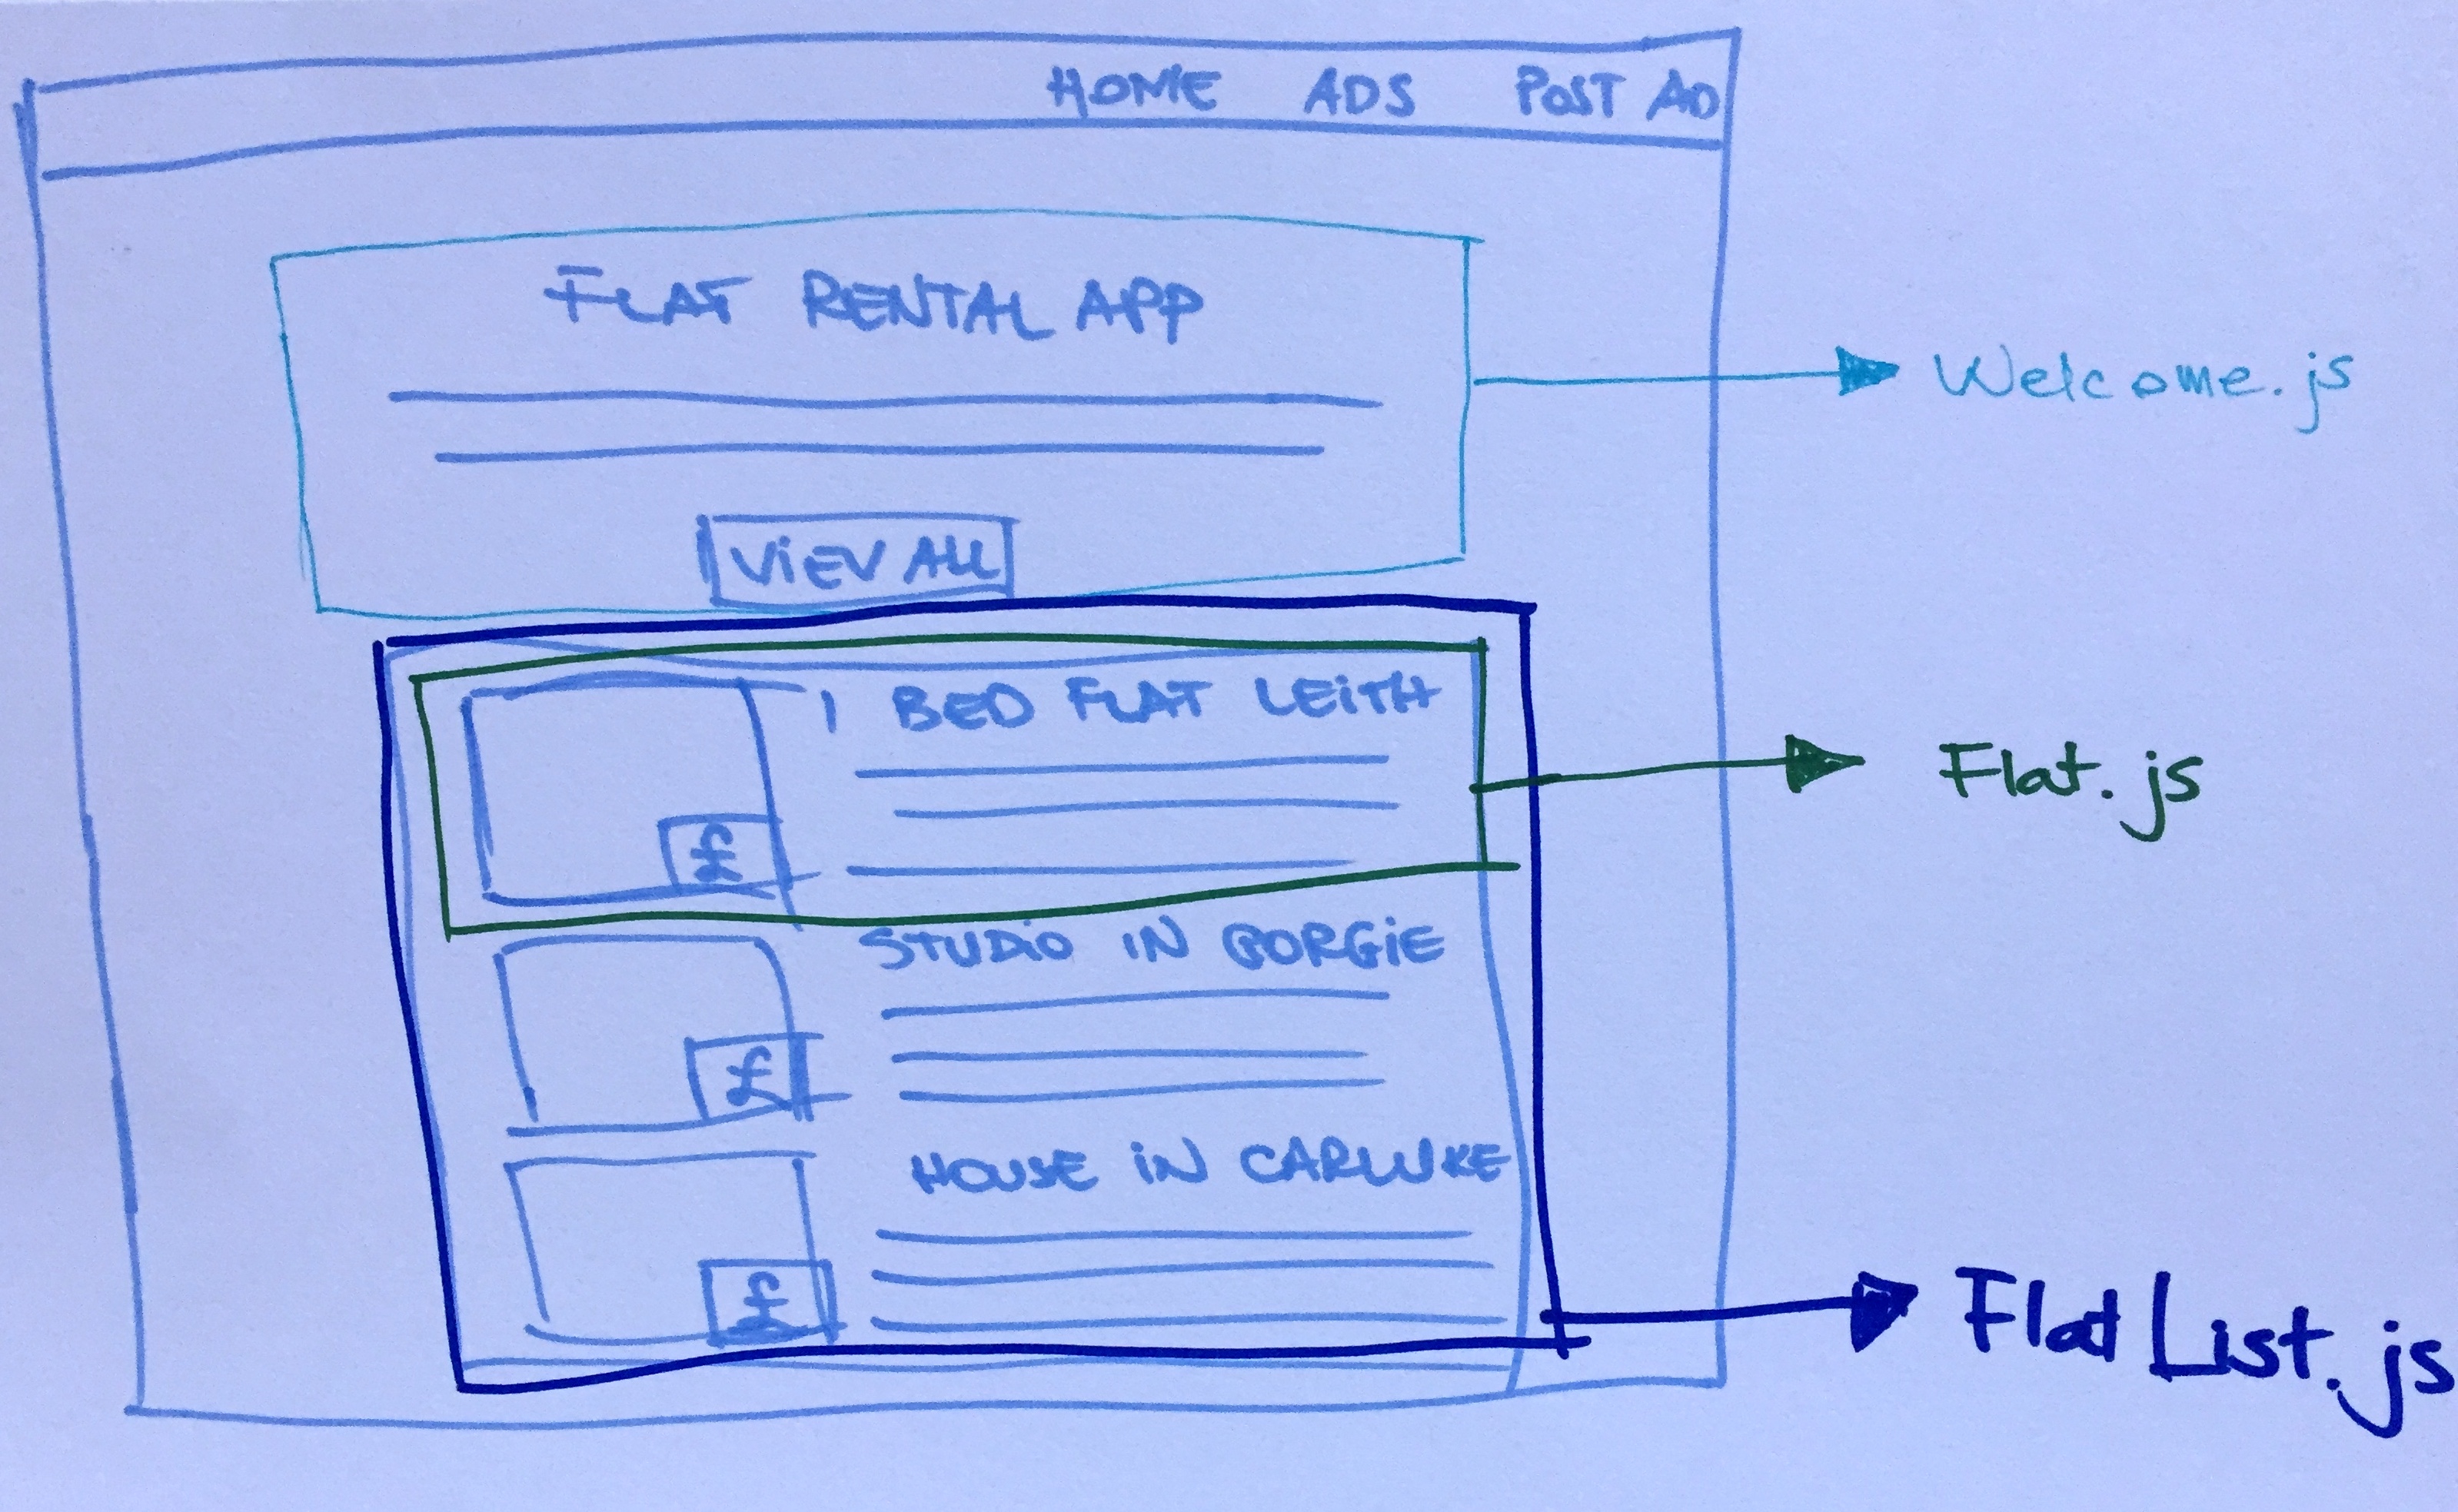 HOME ADS POST AD
FLAT RENTAL APP
Welcome.js
VIEV ALL
1 BED FLAT LEITH
Flat.js
£
STUDIO IN GORGIE
£
HOUSE IN CARLUKE
£
FlatList.js